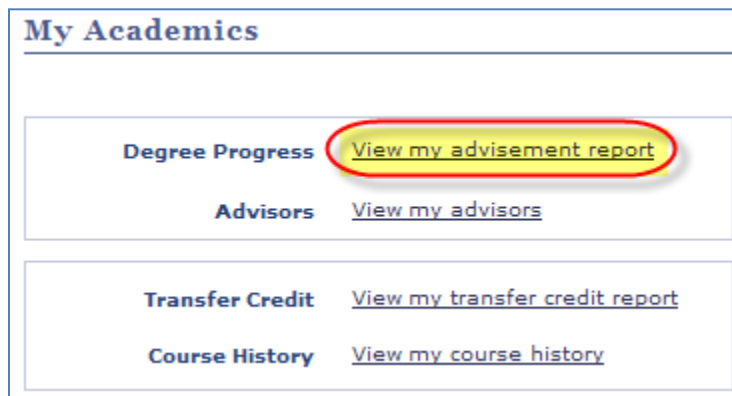 My Academics
Degree Progress View my advisement report
Advisors View my advisors
Transfer Credit View my transfer credit report
Course History View my course history